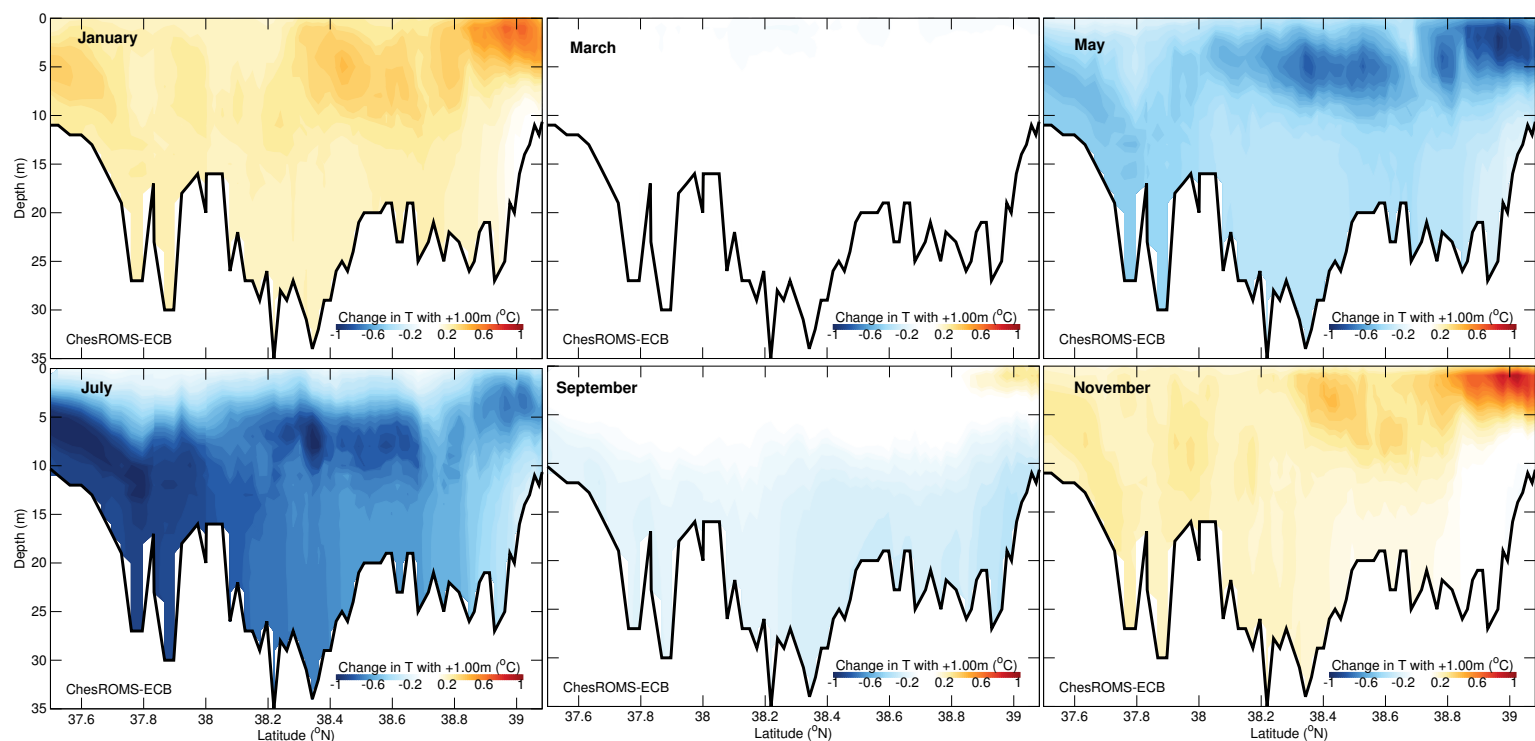 0
5
10
15
20
25
30
35
Depth (m)
January
Change in T with +1.00m (°C)
-1 -0.6 -0.2 0.2 0.6 1
ChesROMS-ECB
March
Change in T with +1.00m (°C)
-1 -0.6 -0.2 0.2 0.6 1
ChesROMS-ECB
May
Change in T with +1.00m (°C)
-1 -0.6 -0.2 0.2 0.6 1
ChesROMS-ECB
0
5
10
15
20
25
30
35
Depth (m)
July
Change in T with +1.00m (°C)
-1 -0.6 -0.2 0.2 0.6 1
ChesROMS-ECB
37.6 37.8 38 38.2 38.4 38.6 38.8 39
Latitude (°N)
September
Change in T with +1.00m (°C)
-1 -0.6 -0.2 0.2 0.6 1
ChesROMS-ECB
37.6 37.8 38 38.2 38.4 38.6 38.8 39
Latitude (°N)
November
Change in T with +1.00m (°C)
-1 -0.6 -0.2 0.2 0.6 1
ChesROMS-ECB
37.6 37.8 38 38.2 38.4 38.6 38.8 39
Latitude (°N)